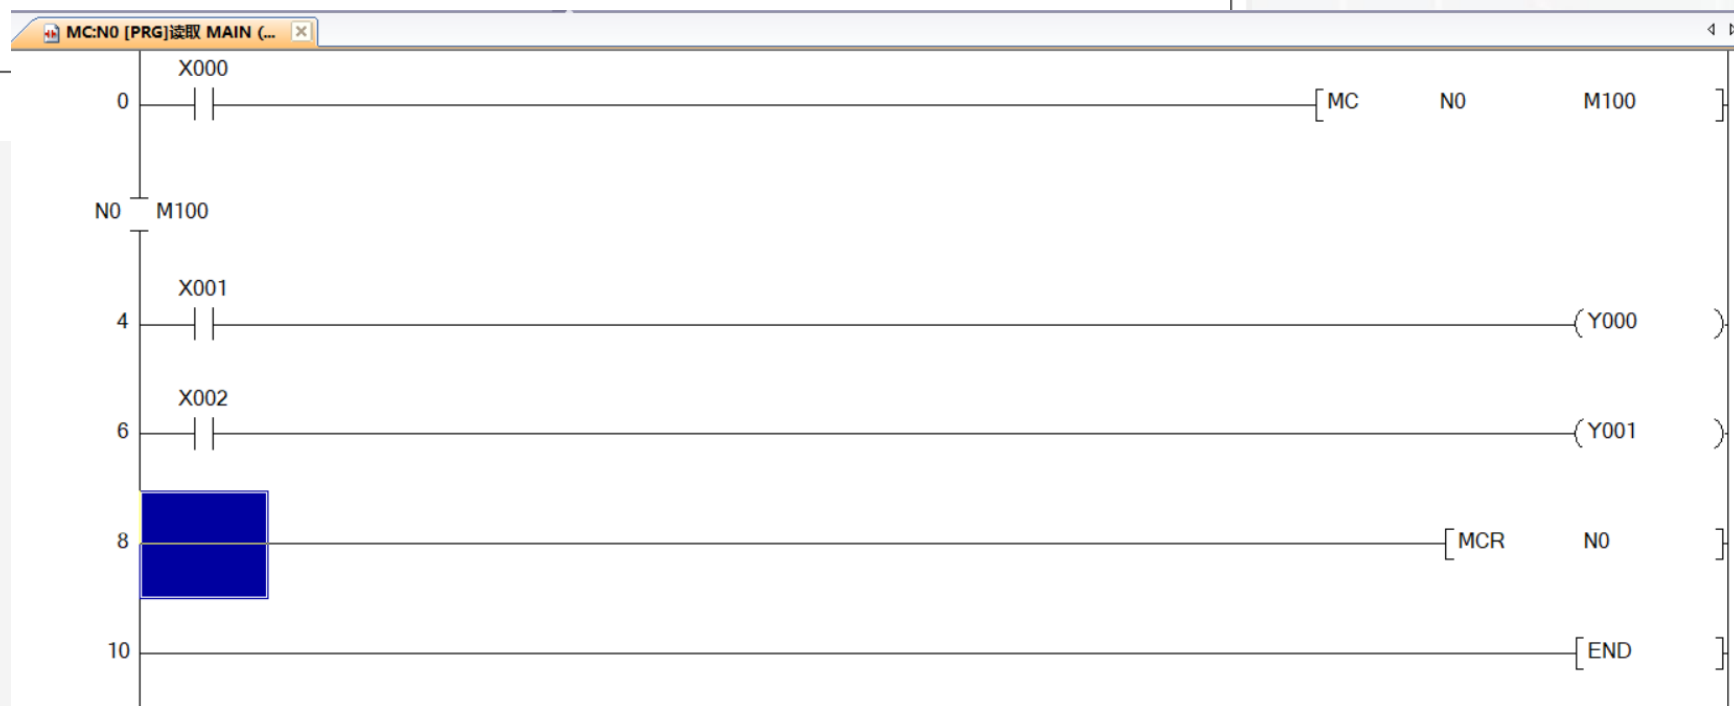 MC:N0 [PRG]读取 MAIN (...
X000
0 MC N0 M100
N0 M100
X001
4 Y000
X002
6 Y001
8 MCR N0
10 END